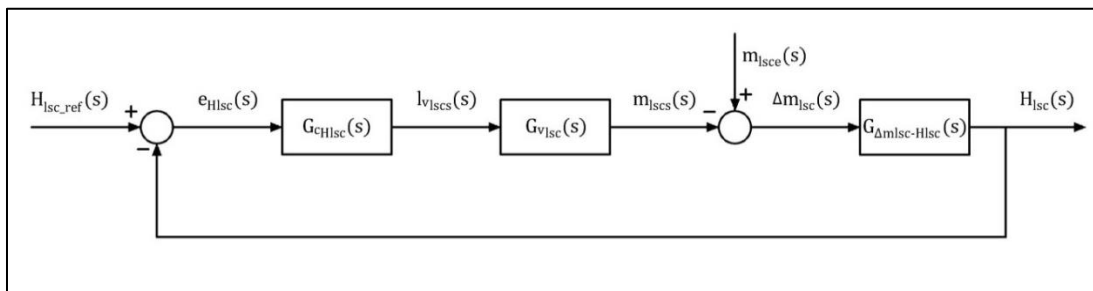 m_lsce(s)
H_lsc_ref(s) + e_Hlsc(s) l_vlscs(s) m_lscs(s) − + Δm_lsc(s) H_lsc(s)
G_cHlsc(s) G_vlsc(s) G_Δmlsc-Hlsc(s)
−